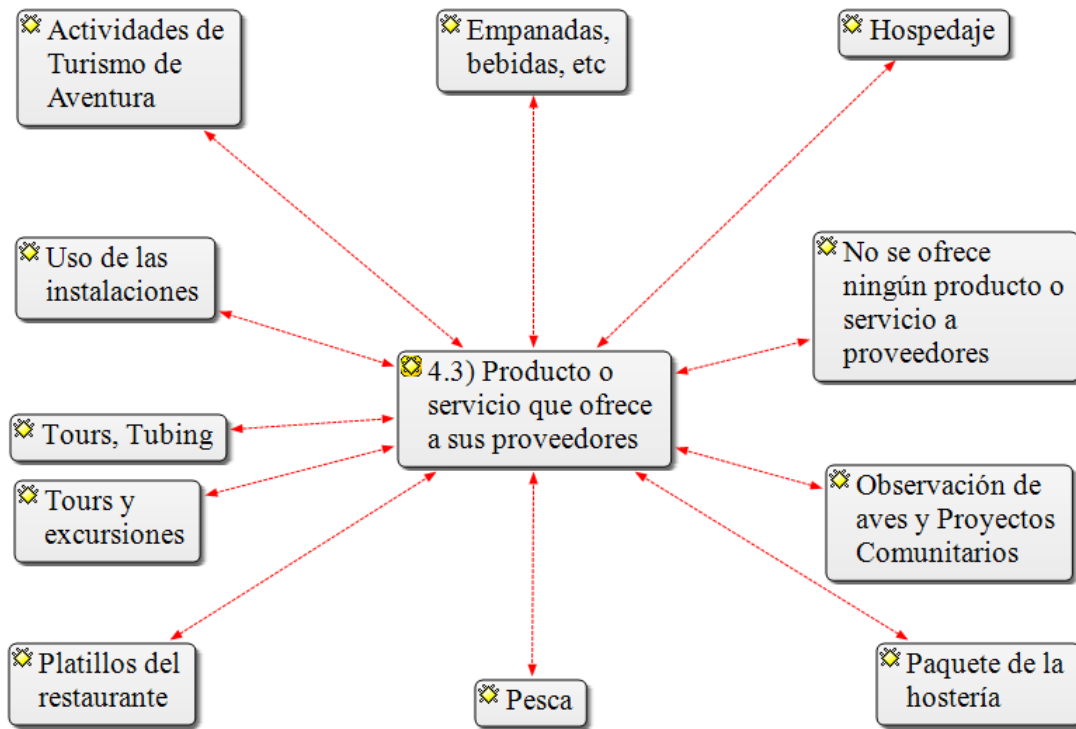 Actividades de
Turismo de
Aventura
Empanadas,
bebidas, etc
Hospedaje
Uso de las
instalaciones
No se ofrece
ningún producto o
servicio a
proveedores
4.3) Producto o
servicio que ofrece
a sus proveedores
Tours, Tubing
Tours y
excursiones
Observación de
aves y Proyectos
Comunitarios
Platillos del
restaurante
Pesca
Paquete de la
hostería